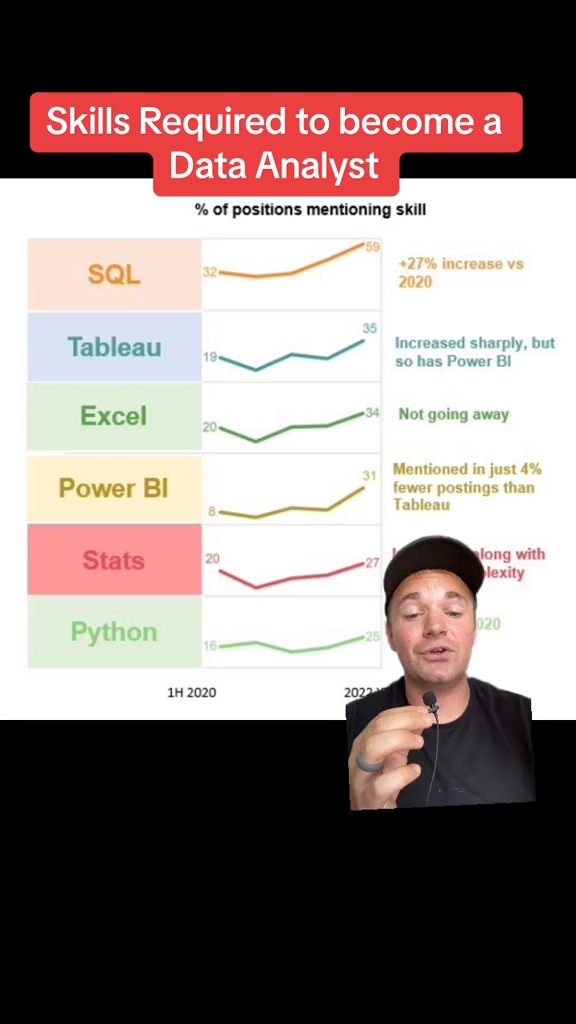 Skills Required to become a
Data Analyst
% of positions mentioning skill
SQL
32
59
+27% increase vs
2020
Tableau
19
35
Increased sharply, but
so has Power BI
Excel
20
34
Not going away
Power BI
8
31
Mentioned in just 4%
fewer postings than
Tableau
Stats
20
27
along with
Python
16
25
2020
1H 2020
2022